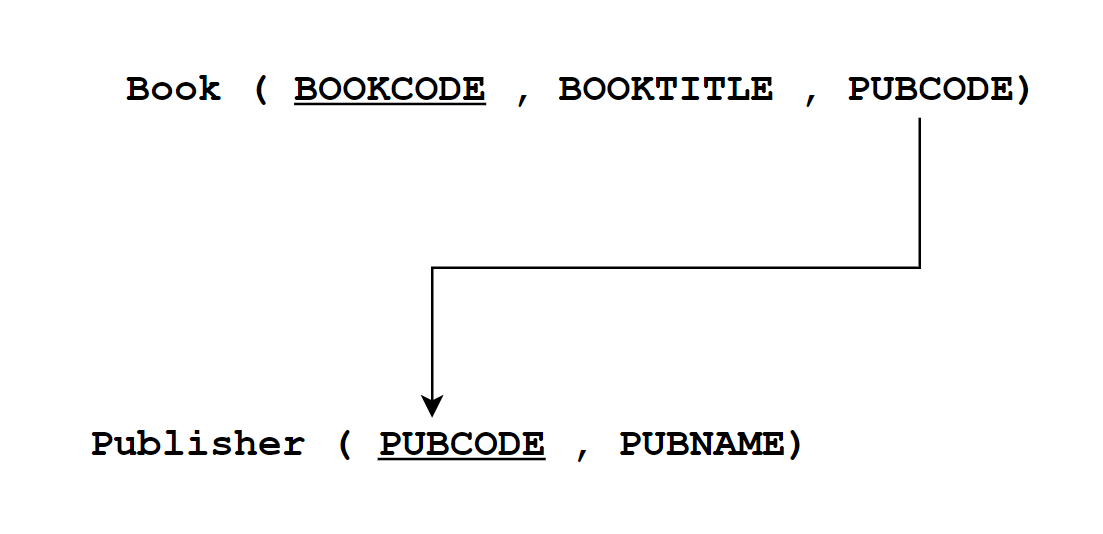 Book ( BOOKCODE , BOOKTITLE , PUBCODE)
Publisher ( PUBCODE , PUBNAME)